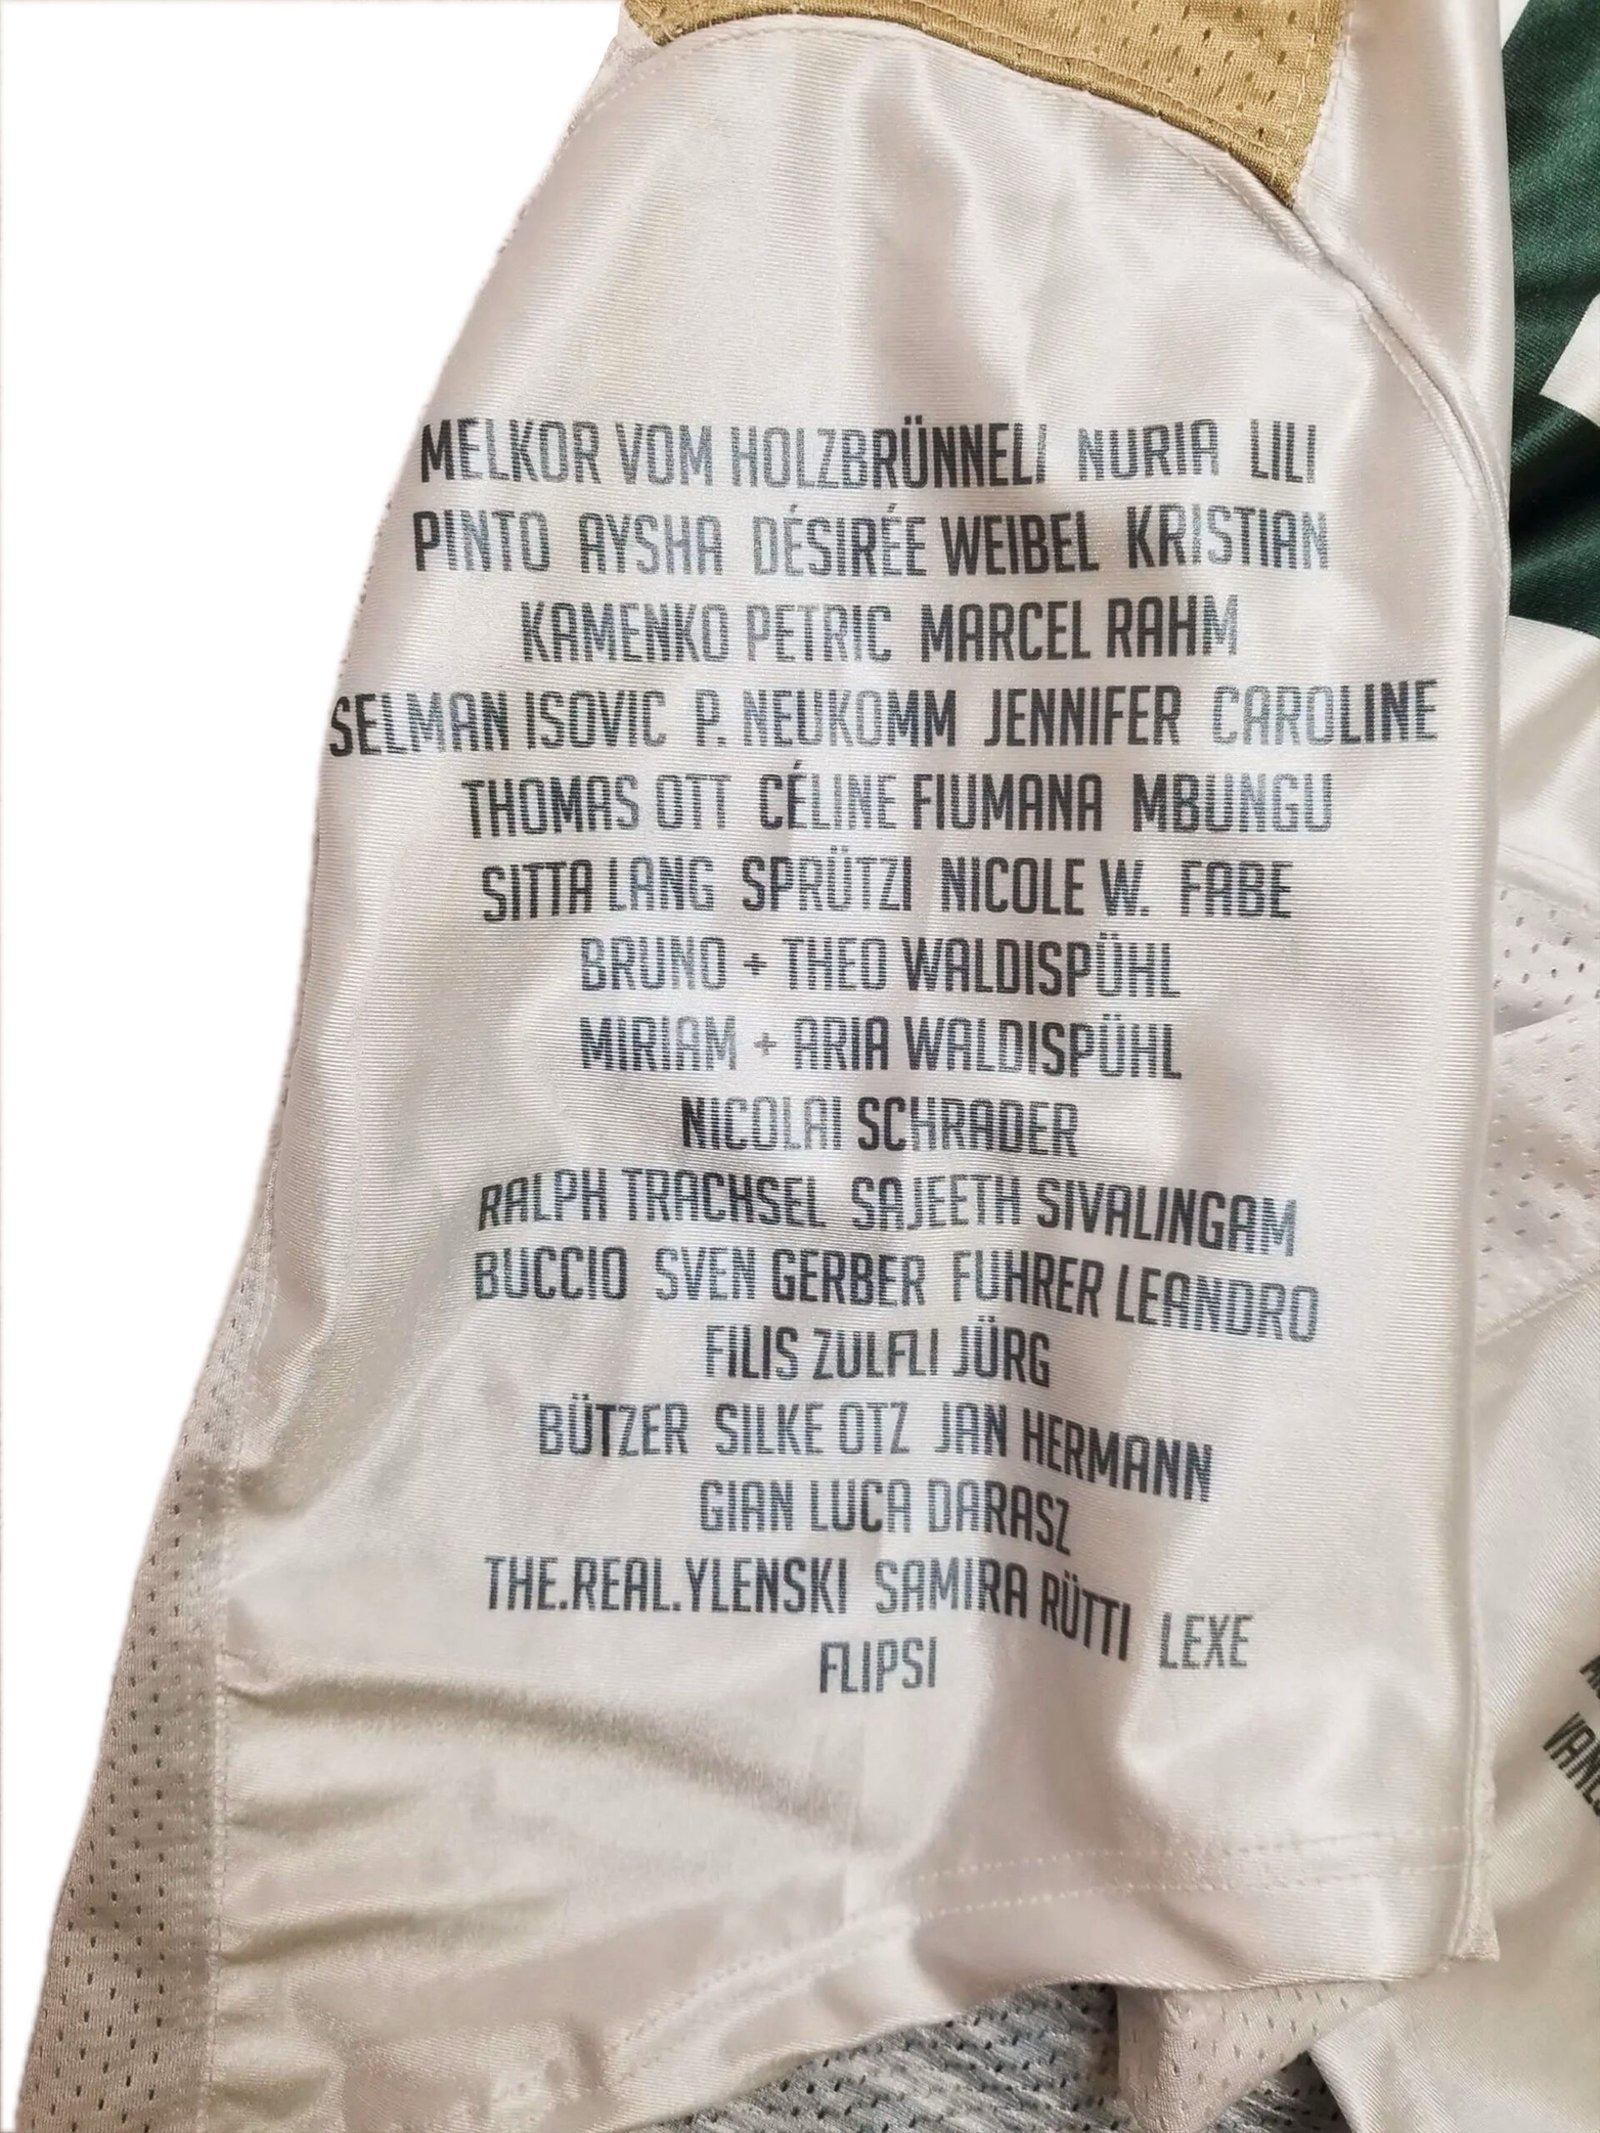 MELKOR VOM HOLZBRÜNNELI NURIA LILI
PINTO AYSHA DÉSIRÉE WEIBEL KRISTIAN
KAMENKO PETRIC MARCEL RAHM
SELMAN ISOVIC P. NEUKOMM JENNIFER CAROLINE
THOMAS OTT CÉLINE FIUMANA MBUNGU
SITTA LANG SPRÜTZI NICOLE W. FABE
BRUNO + THEO WALDISPÜHL
MIRIAM + ARIA WALDISPÜHL
NICOLAI SCHRADER
RALPH TRACHSEL SAJEETH SIVALINGAM
BUCCIO SVEN GERBER FUHRER LEANDRO
FILIS ZULFLI JÜRG
BÜTZER SILKE OTZ JAN HERMANN
GIAN LUCA DARASZ
THE.REAL.YLENSKI SAMIRA RÜTTI LEXE
FLIPSI